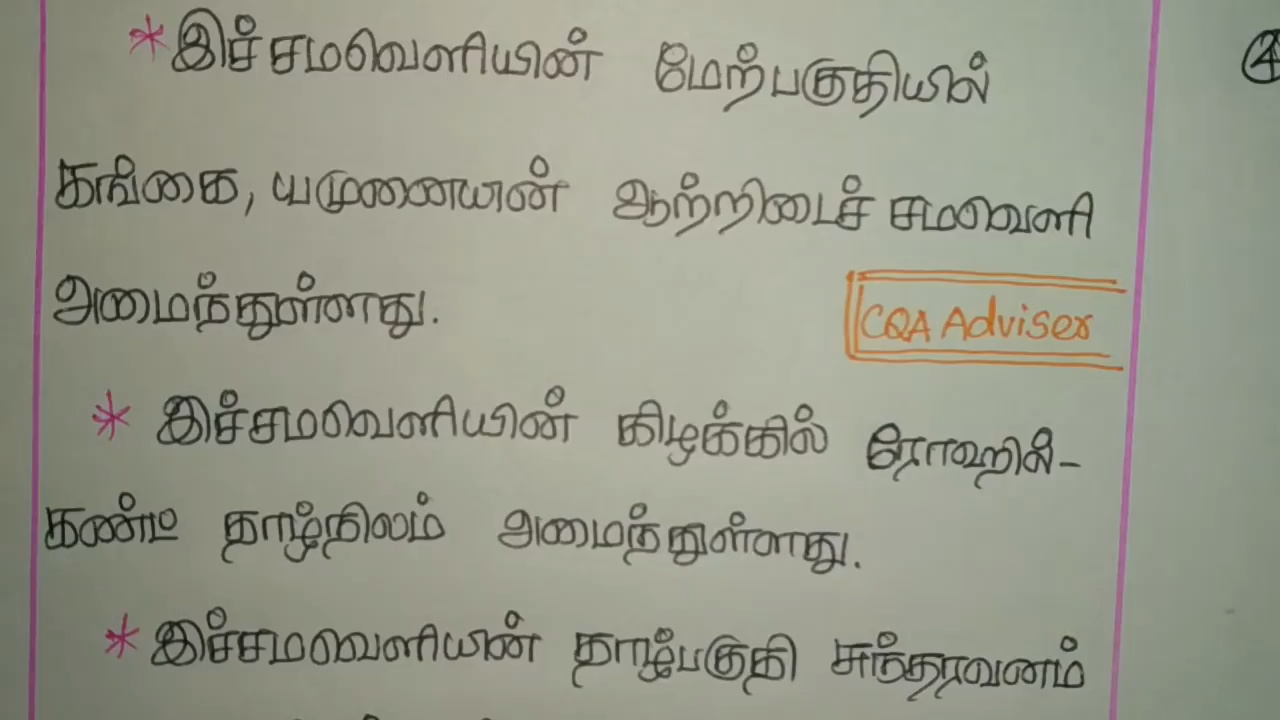 *இச்சமவெளியின் மேற்பகுதியில்
④
கங்கை, யமுனையின் ஆற்றிடைச் சமவெளி
அமைந்துள்ளது.
CQA Adviser
* இச்சமவெளியின் கிழக்கில் ரோஹில்-
கண்ட தாழ்நிலம் அமைந்துள்ளது.
* இச்சமவெளியின் தாழ்பகுதி சுந்தரவனம்